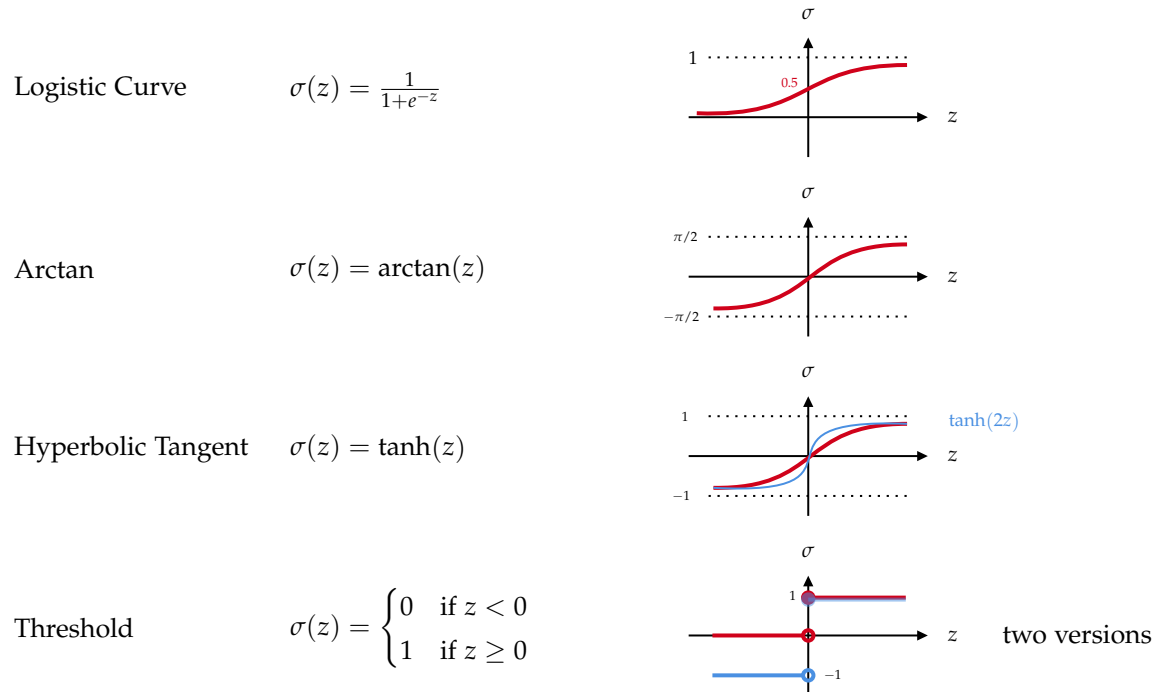 σ
Logistic Curve σ(z) = 1/(1+e^{-z}) 1 0.5 z
σ
Arctan σ(z) = arctan(z) π/2 −π/2 z
σ
Hyperbolic Tangent σ(z) = tanh(z) 1 −1 tanh(2z) z
σ
Threshold σ(z) = { 0 if z < 0
1 if z ≥ 0
1 −1 z two versions